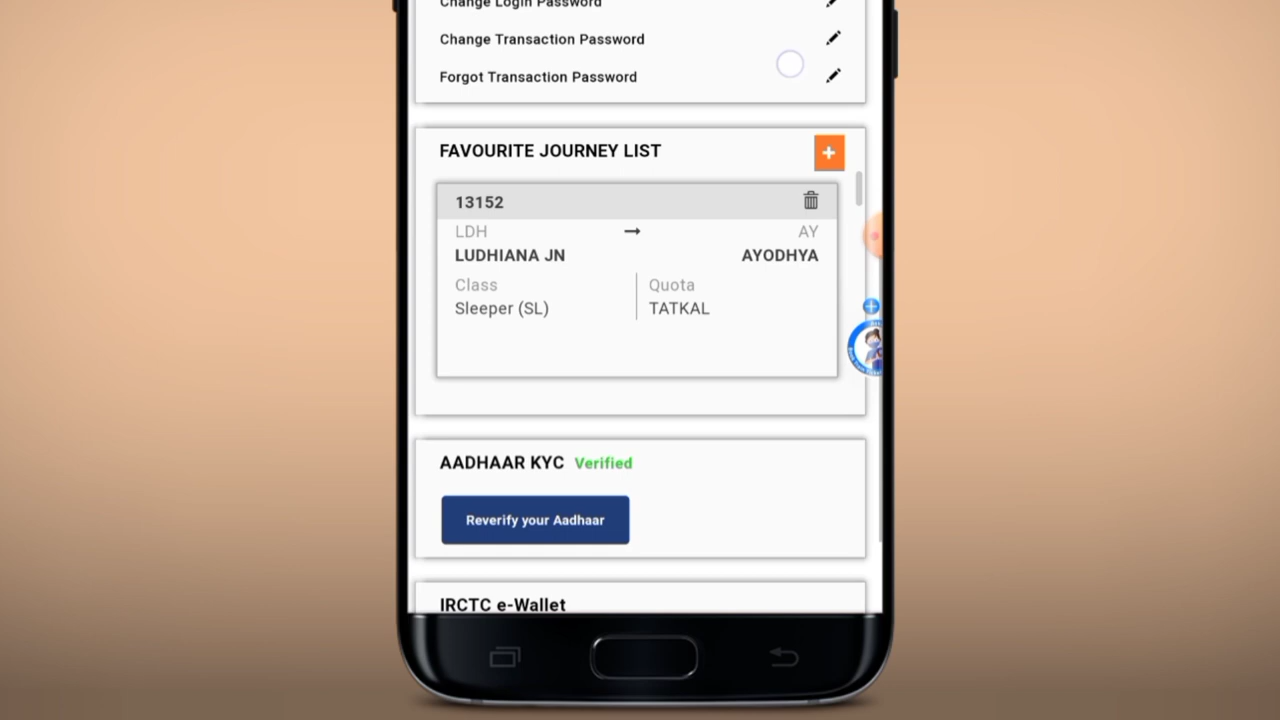 Change Login Password
Change Transaction Password
Forgot Transaction Password
FAVOURITE JOURNEY LIST
13152
LDH → AY
LUDHIANA JN AYODHYA
Class Quota
Sleeper (SL) TATKAL
AADHAAR KYC Verified
Reverify your Aadhaar
IRCTC e-Wallet